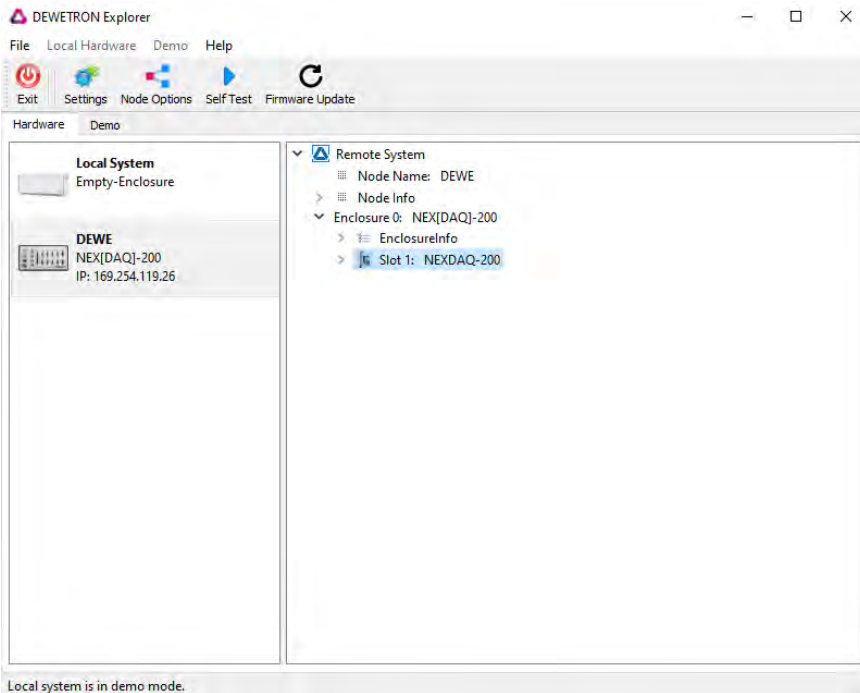 DEWETRON Explorer
File Local Hardware Demo Help
Exit Settings Node Options Self Test Firmware Update
Hardware Demo
Local System
Empty-Enclosure
DEWE
NEX[DAQ]-200
IP: 169.254.119.26
Remote System
Node Name: DEWE
Node Info
Enclosure 0: NEX[DAQ]-200
EnclosureInfo
Slot 1: NEXDAQ-200
Local system is in demo mode.